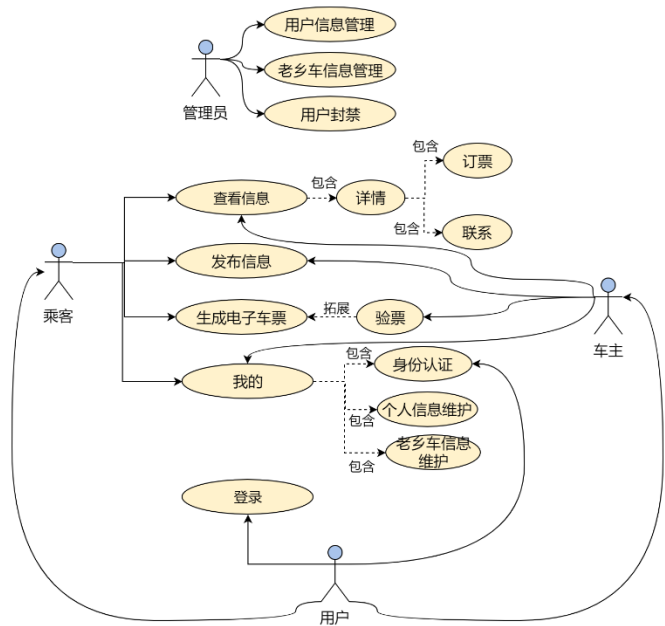 用户信息管理
老乡车信息管理
管理员
用户封禁
包含
订票
包含
查看信息
详情
包含
联系
发布信息
乘客
拓展
生成电子车票
验票
车主
包含
身份认证
我的
个人信息维护
包含
老乡车信息
维护
包含
登录
用户